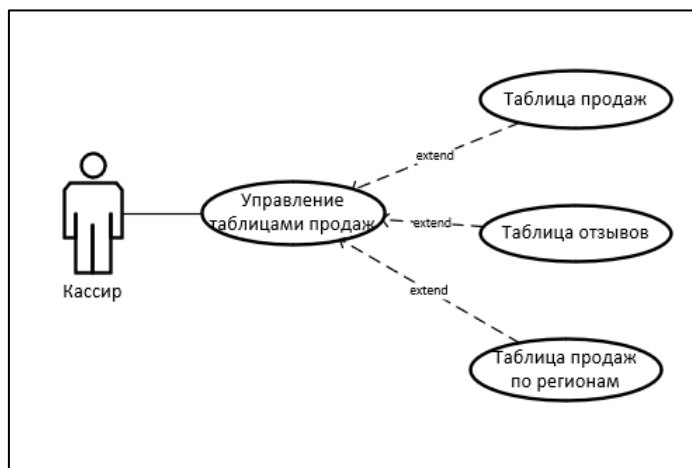 Таблица продаж
extend
Управление
таблицами продаж
extend
Таблица отзывов
Кассир
extend
Таблица продаж
по регионам